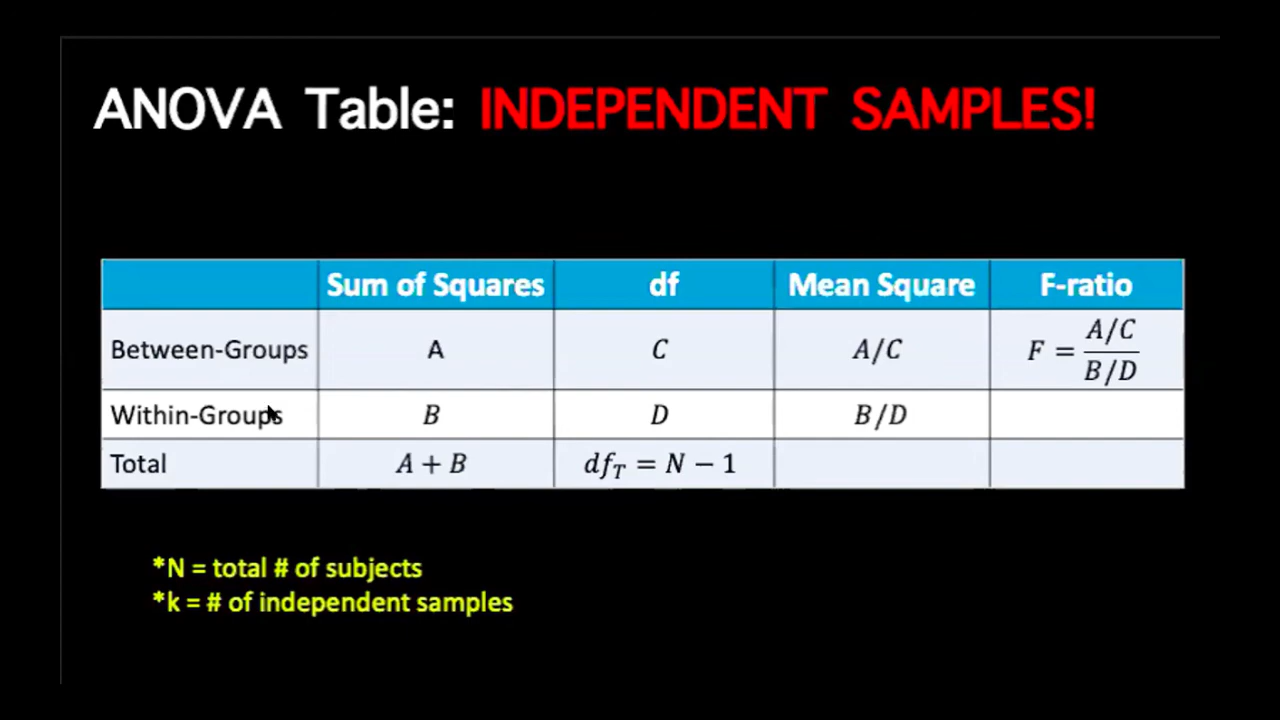 ANOVA Table: INDEPENDENT SAMPLES!
Sum of Squares df Mean Square F-ratio
Between-Groups A C A/C F = A/C / B/D
Within-Groups B D B/D
Total A + B df_T = N − 1
*N = total # of subjects
*k = # of independent samples